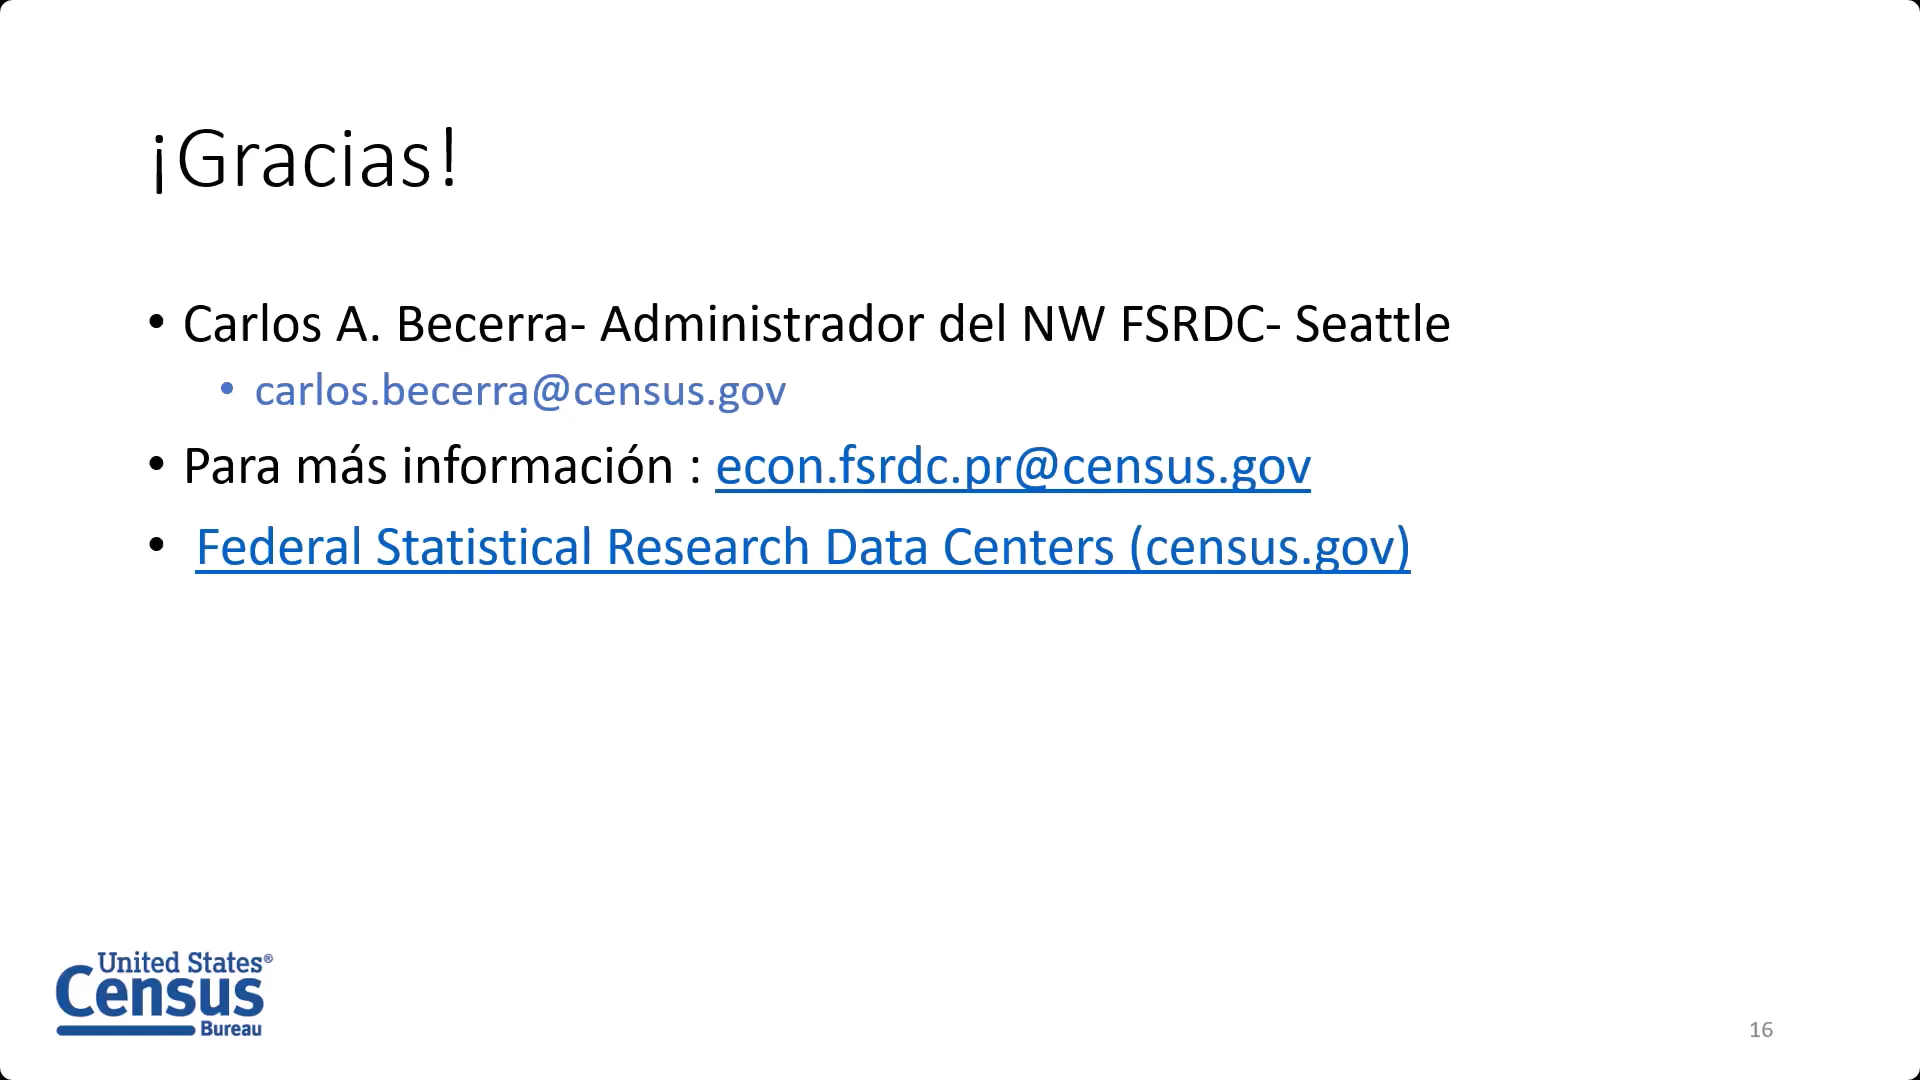 ¡Gracias!
• Carlos A. Becerra- Administrador del NW FSRDC- Seattle
• carlos.becerra@census.gov
• Para más información : econ.fsrdc.pr@census.gov
• Federal Statistical Research Data Centers (census.gov)
United States®
Census
Bureau
16